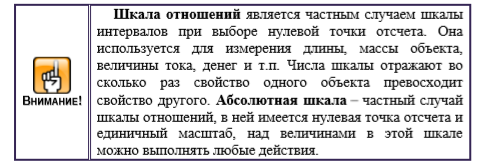 Шкала отношений является частным случаем шкалы
интервалов при выборе нулевой точки отсчета. Она
используется для измерения длины, массы объекта,
величины тока, денег и т.п. Числа шкалы отражают во
сколько раз свойство одного объекта превосходит
свойство другого. Абсолютная шкала – частный случай
шкалы отношений, в ней имеется нулевая точка отсчета и
единичный масштаб, над величинами в этой шкале
можно выполнять любые действия.
ВНИМАНИЕ!